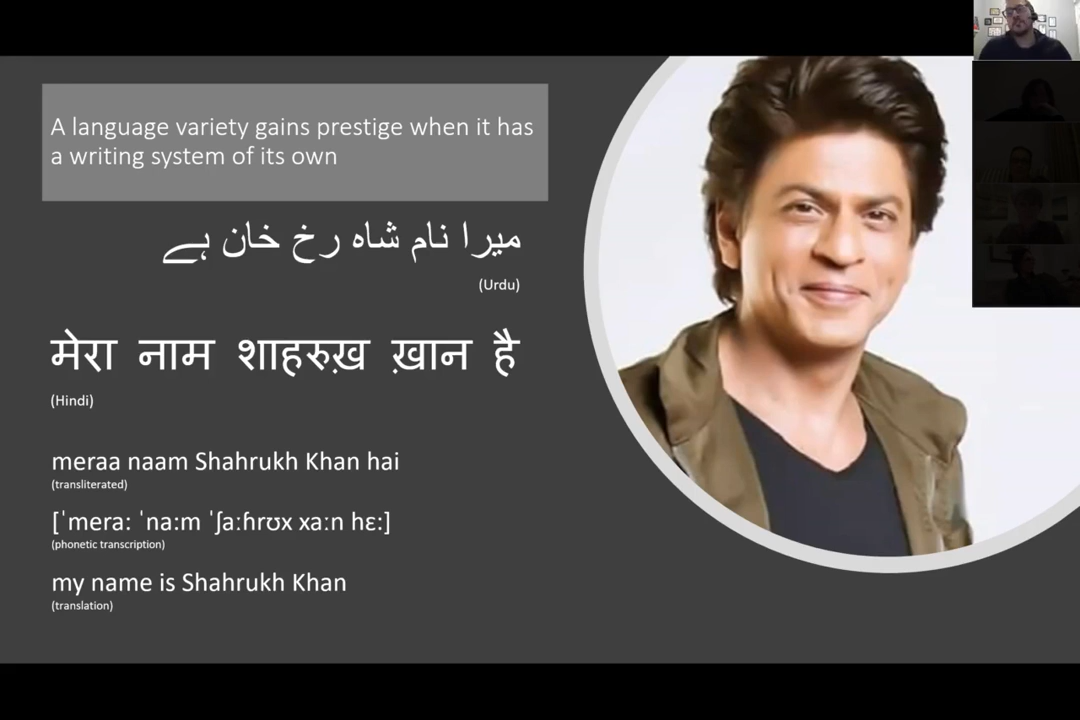 A language variety gains prestige when it has
a writing system of its own
میرا نام شاہ رخ خان ہے
(Urdu)
मेरा नाम शाहरुख़ ख़ान है
(Hindi)
meraa naam Shahrukh Khan hai
(transliterated)
[ˈmera: ˈna:m ˈʃa:ɦrʊx xa:n hɛ:]
(phonetic transcription)
my name is Shahrukh Khan
(translation)